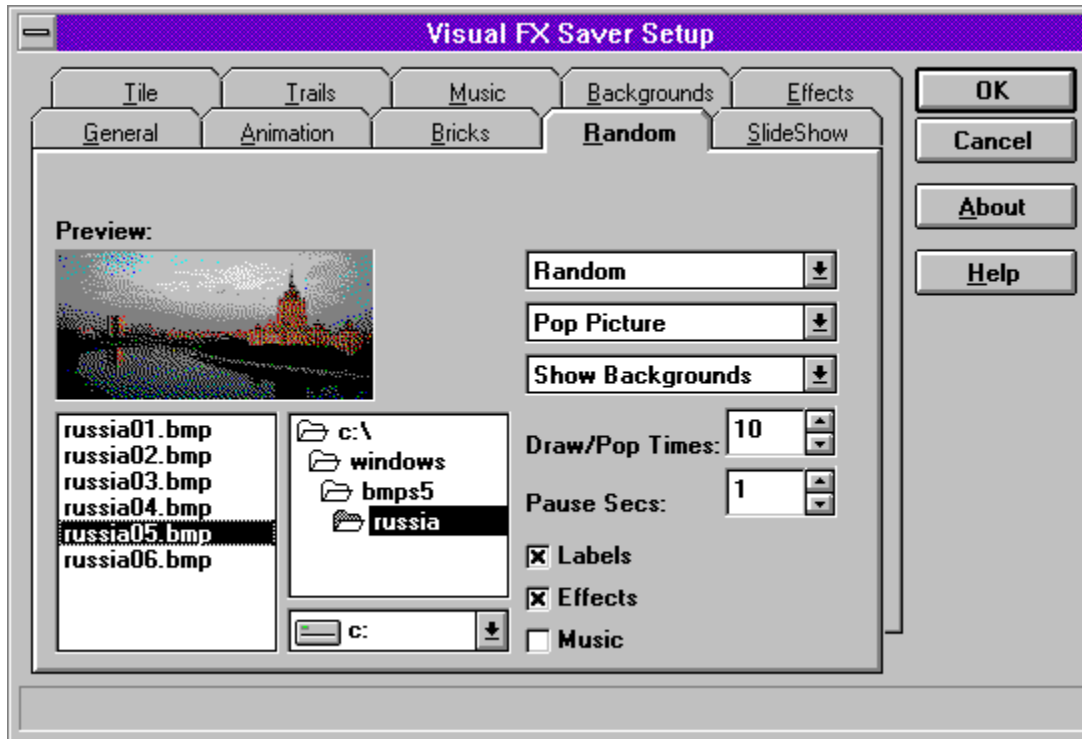 Visual FX Saver Setup
Tile Trails Music Backgrounds Effects
General Animation Bricks Random SlideShow
OK
Cancel
About
Help
Preview:
Random
Pop Picture
Show Backgrounds
russia01.bmp
russia02.bmp
russia03.bmp
russia04.bmp
russia05.bmp
russia06.bmp
c:\
windows
bmps5
russia
c:
Draw/Pop Times: 10
Pause Secs: 1
Labels
Effects
Music